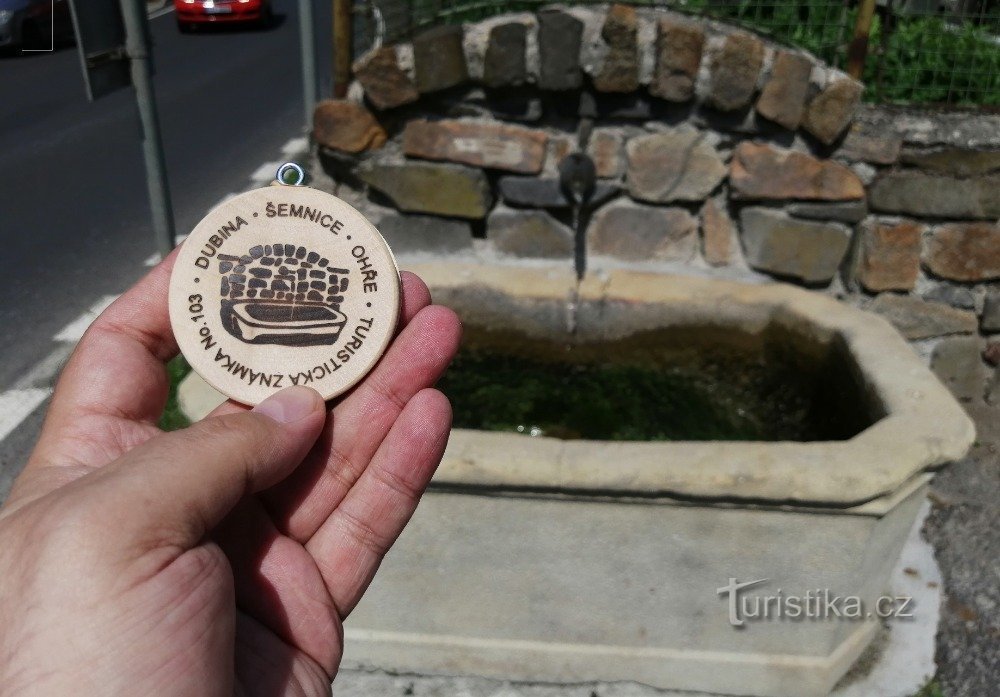 DUBINA · ŠEMNICE · OHŘE · TURISTICKÁ ZNÁMKA No. 103 ·
Turistika.cz